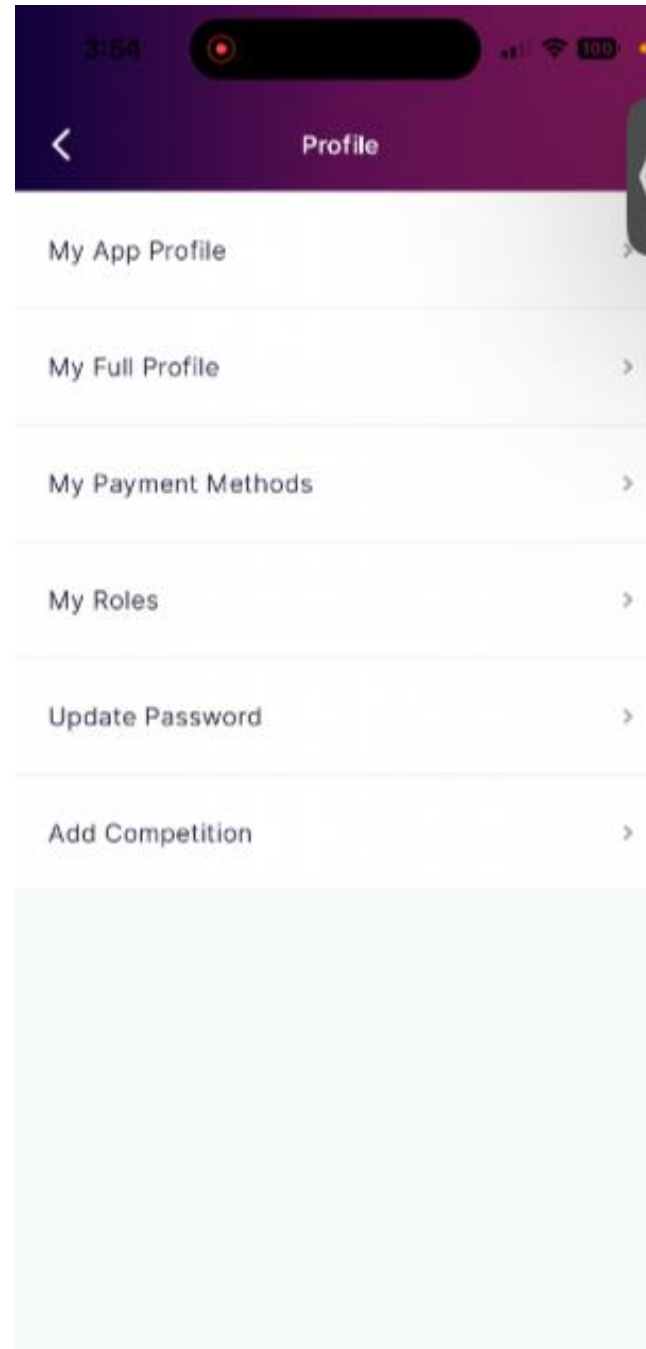 3:54
100
Profile
My App Profile
My Full Profile
My Payment Methods
My Roles
Update Password
Add Competition